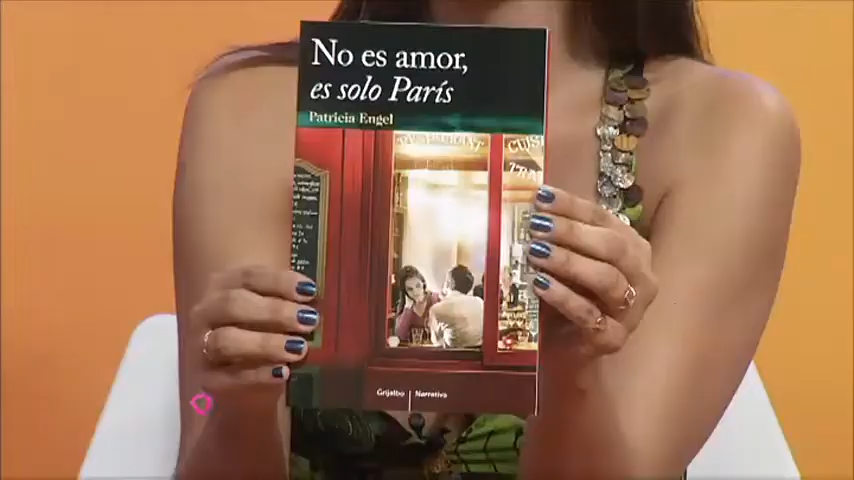 No es amor,
es solo París
Patricia Engel
Grijalbo | Narrativa